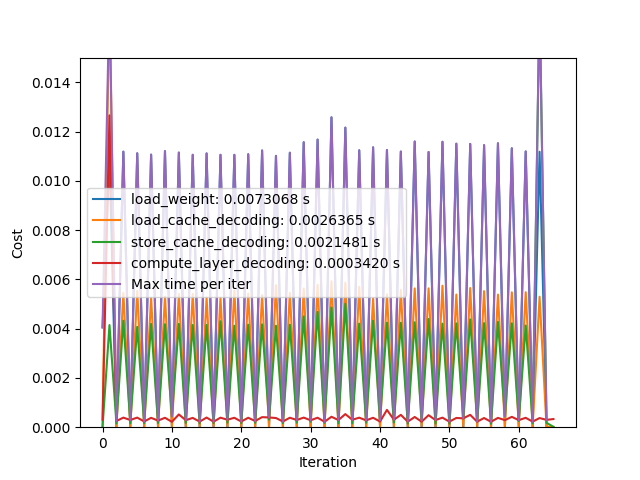 0.014
0.012
0.010
0.008
0.006
0.004
0.002
0.000
Cost
load_weight: 0.0073068 s
load_cache_decoding: 0.0026365 s
store_cache_decoding: 0.0021481 s
compute_layer_decoding: 0.0003420 s
Max time per iter
0 10 20 30 40 50 60
Iteration